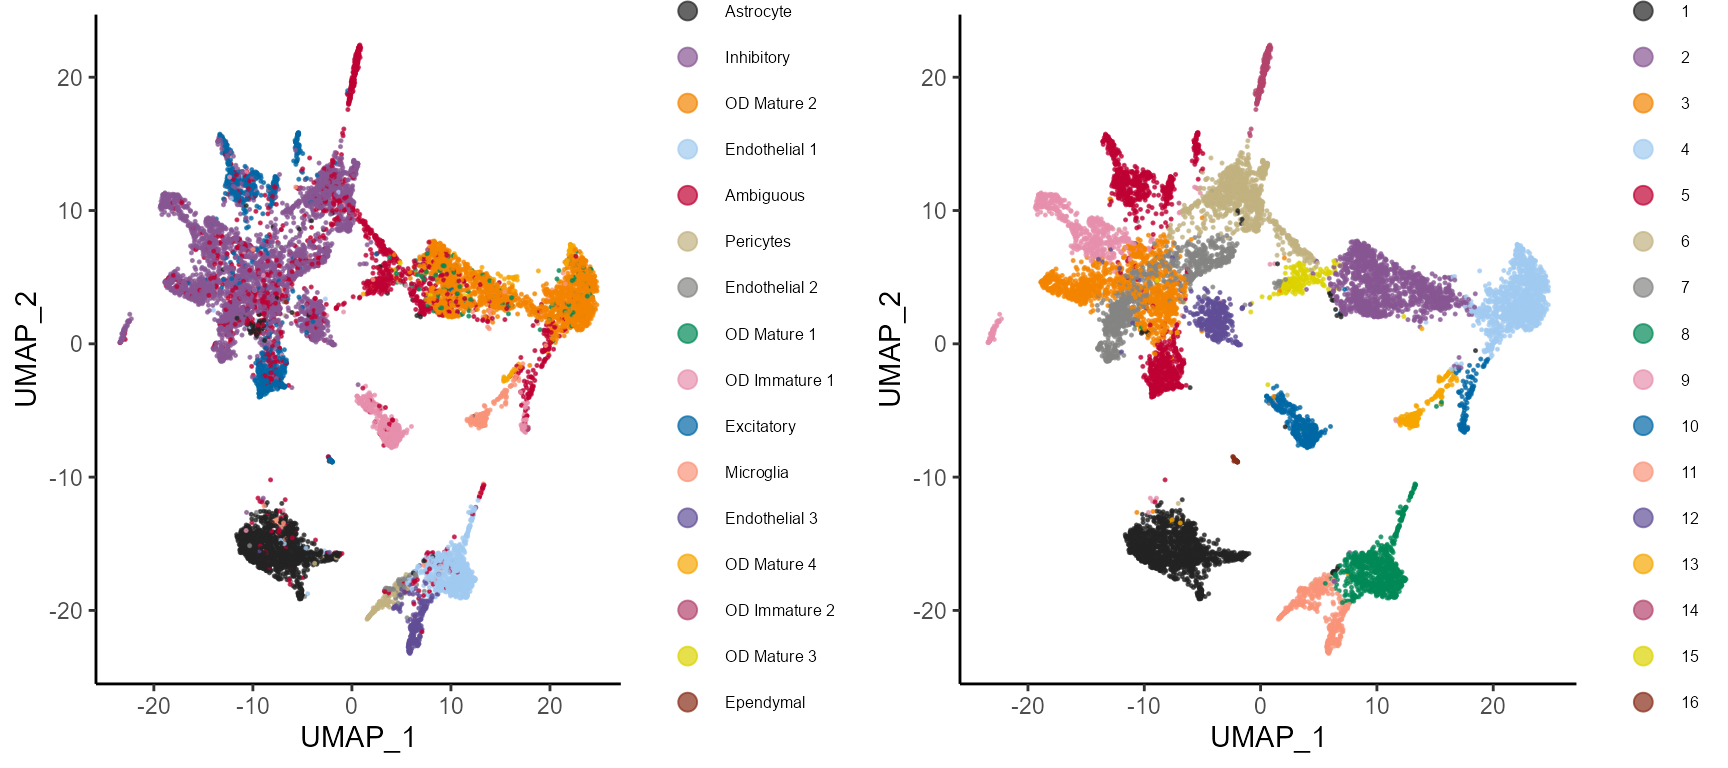 20
10
0
-10
-20
UMAP_2
-20
-10
0
10
20
UMAP_1
Astrocyte
Inhibitory
OD Mature 2
Endothelial 1
Ambiguous
Pericytes
Endothelial 2
OD Mature 1
OD Immature 1
Excitatory
Microglia
Endothelial 3
OD Mature 4
OD Immature 2
OD Mature 3
Ependymal
20
10
0
-10
-20
UMAP_2
-20
-10
0
10
20
UMAP_1
1
2
3
4
5
6
7
8
9
10
11
12
13
14
15
16